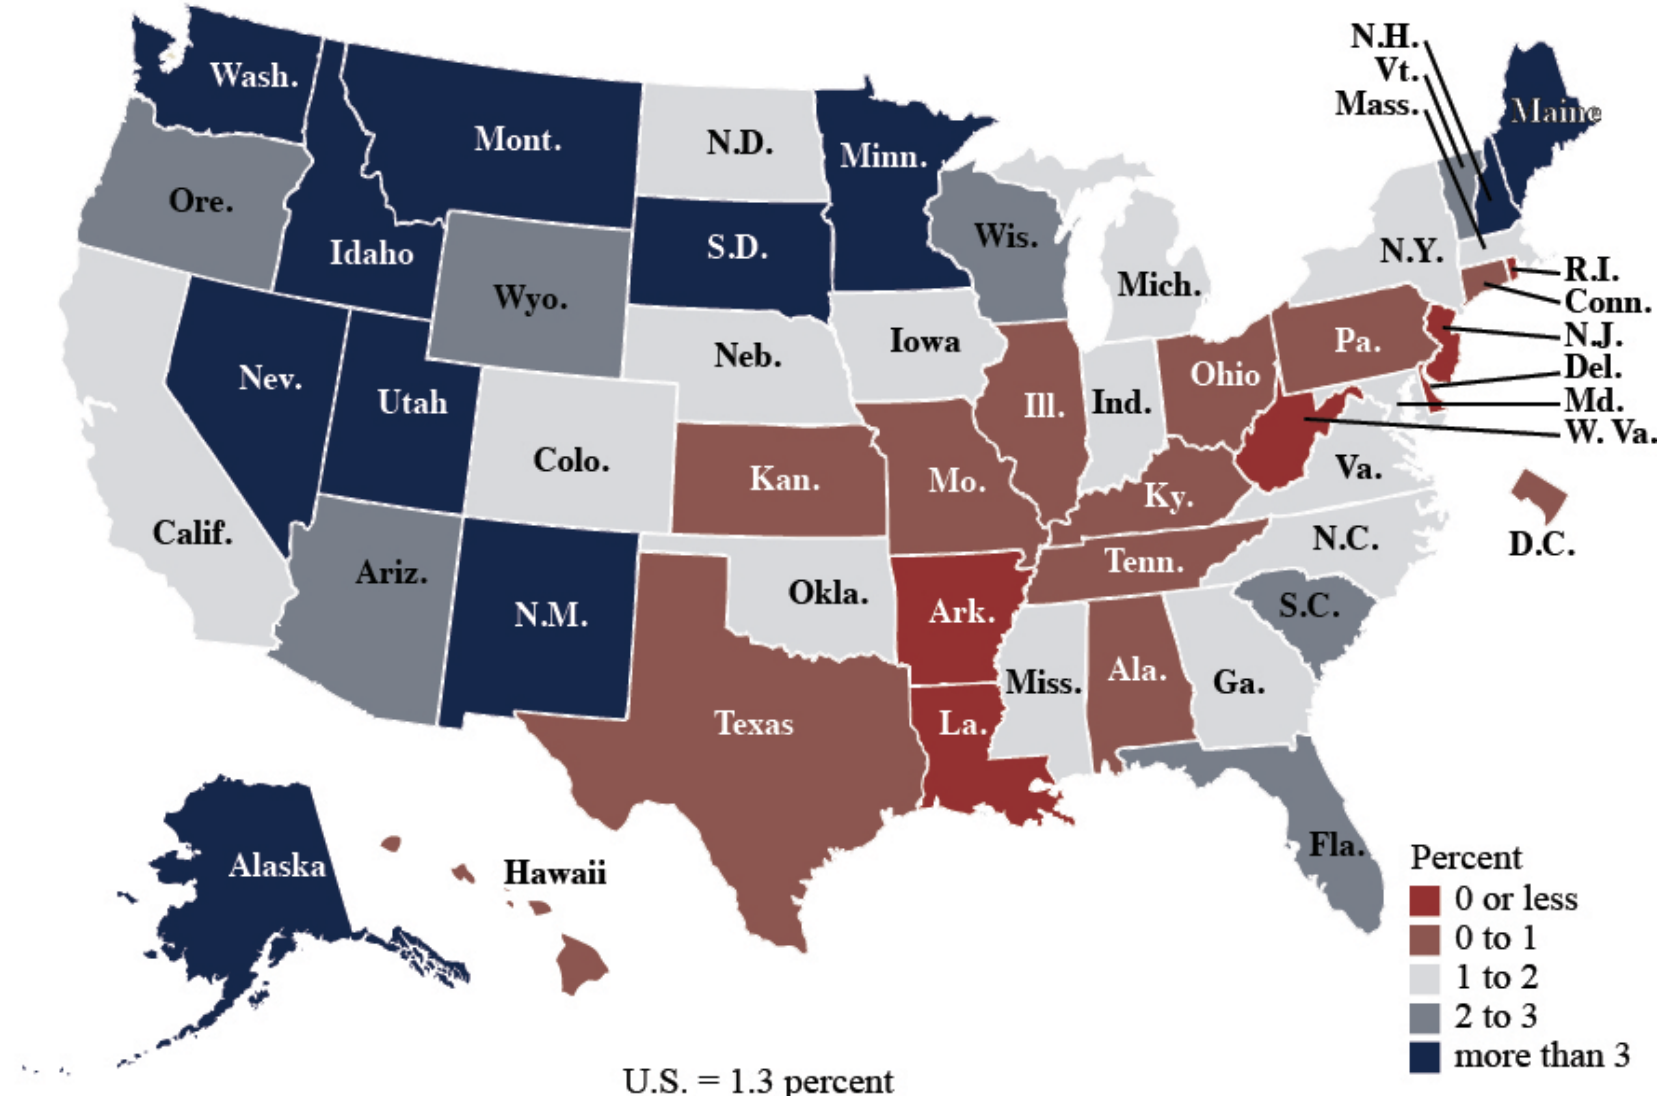 N.H.
Vt.
Mass.
Maine
Wash.
Mont.
N.D.
Minn.
Ore.
Idaho
S.D.
Wis.
Wyo.
Mich.
N.Y.
R.I.
Conn.
N.J.
Del.
Md.
W. Va.
Nev.
Utah
Neb.
Iowa
Ill.
Ind.
Ohio
Pa.
Colo.
Kan.
Mo.
Ky.
Va.
Calif.
Ariz.
N.M.
Okla.
Ark.
Tenn.
N.C.
D.C.
S.C.
Texas
La.
Miss.
Ala.
Ga.
Fla.
Alaska
Hawaii
Percent
0 or less
0 to 1
1 to 2
2 to 3
more than 3
U.S. = 1.3 percent